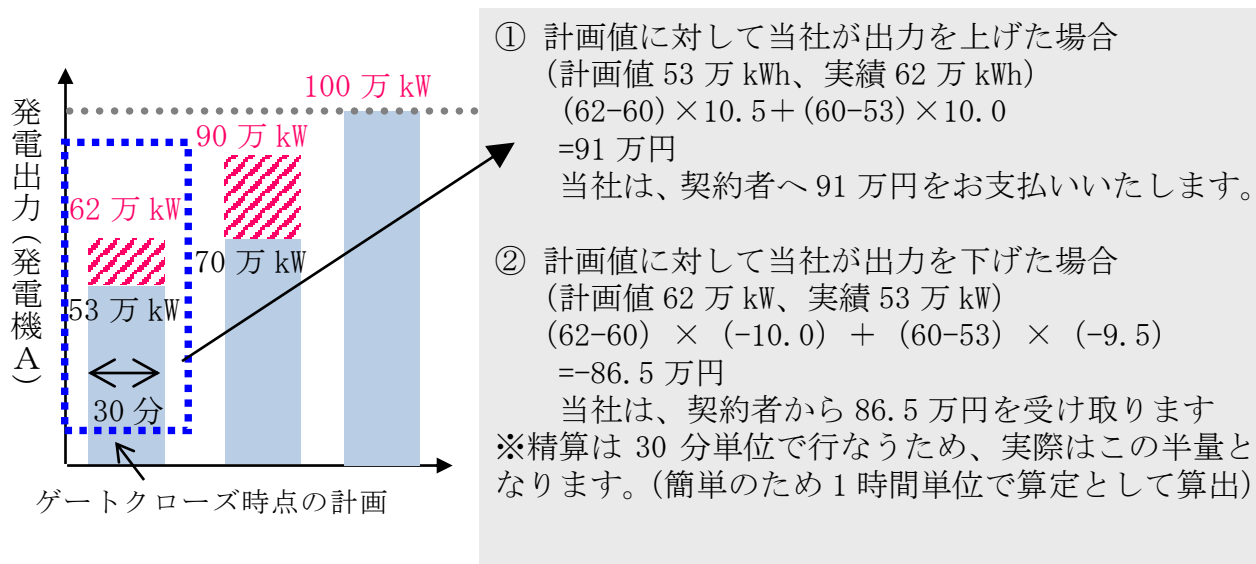 発電出力(発電機A)
100 万 kW
90 万 kW
62 万 kW
70 万 kW
53 万 kW
30 分
ゲートクローズ時点の計画
① 計画値に対して当社が出力を上げた場合
(計画値 53 万 kWh、実績 62 万 kWh)
(62-60)×10.5+(60-53)×10.0
=91 万円
当社は、契約者へ 91 万円をお支払いいたします。
② 計画値に対して当社が出力を下げた場合
(計画値 62 万 kW、実績 53 万 kW)
(62-60) × (-10.0) + (60-53) × (-9.5)
=-86.5 万円
当社は、契約者から 86.5 万円を受け取ります
※精算は 30 分単位で行なうため、実際はこの半量と
なります。(簡単のため 1 時間単位で算定として算出)